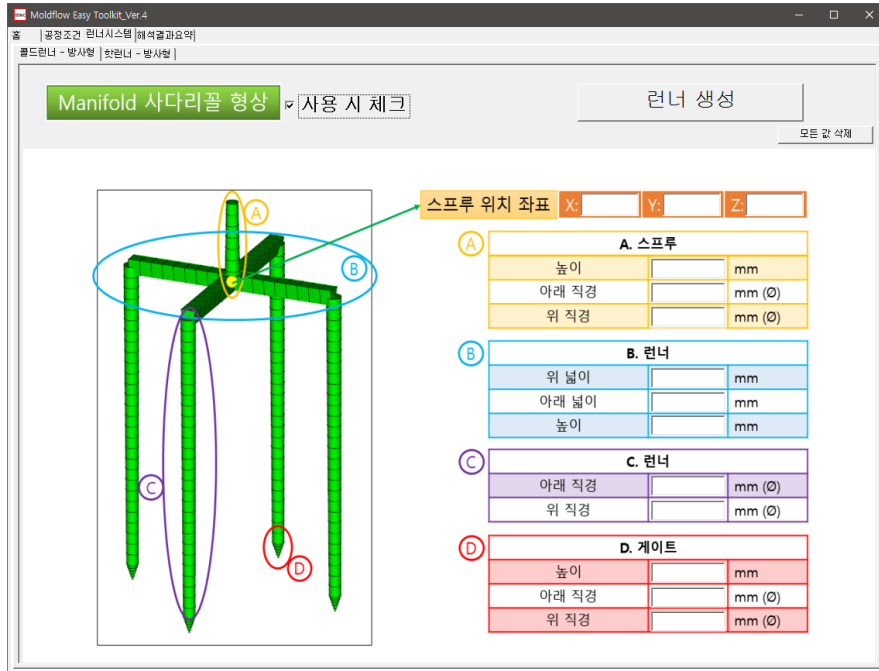 Moldflow Easy Toolkit_Ver.4
홈 공정조건 런너시스템 해석결과요약
콜드런너 - 방사형 핫런너 - 방사형
Manifold 사다리꼴 형상 사용 시 체크 런너 생성
모든 값 삭제
스프루 위치 좌표 X: Y: Z:
A
B
C
D
A A. 스프루
높이 mm
아래 직경 mm (Ø)
위 직경 mm (Ø)
B B. 런너
위 넓이 mm
아래 넓이 mm
높이 mm
C C. 런너
아래 직경 mm (Ø)
위 직경 mm (Ø)
D D. 게이트
높이 mm
아래 직경 mm (Ø)
위 직경 mm (Ø)